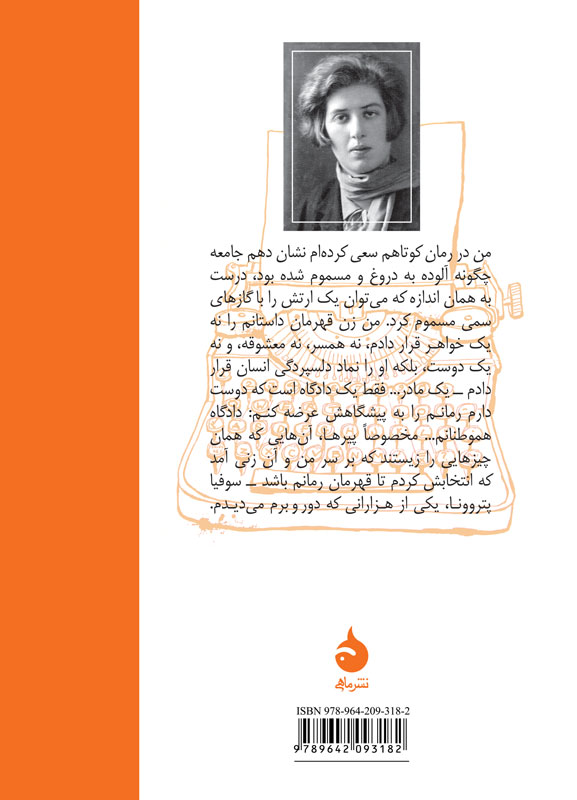 من در رمان کوتاهم سعی کرده‌ام نشان دهم جامعه
چگونه آلوده به دروغ و مسموم شده بود، درست
به همان اندازه که می‌توان یک ارتش را با گازهای
سمی مسموم کرد. من زن قهرمان داستانم را نه
یک خواهر قرار دادم، نه همسر، نه معشوقه، و نه
یک دوست، بلکه او را نماد دلسپردگی انسان قرار
دادم ــ یک مادر... فقط یک دادگاه است که دوست
دارم رمانم را به پیشگاهش عرضه کنم: دادگاه
هموطنانم... مخصوصاً پیرها، آن‌هایی که همان
چیزهایی را زیستند که بر سر من و آن زنی آمد
که انتخابش کردم تا قهرمان رمانم باشد ــ سوفیا
پتروونا، یکی از هزارانی که دور و برم می‌دیدم.
نشر ماهی
ISBN 978-964-209-318-2
9 789642 093182